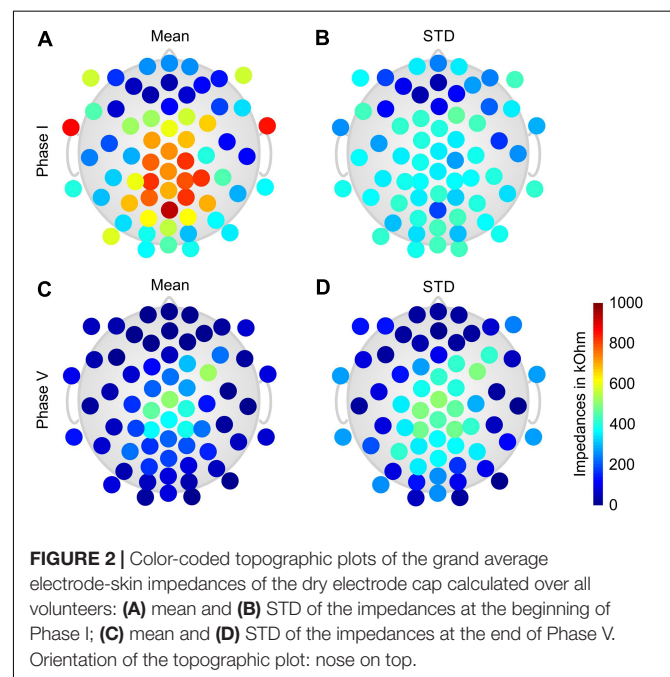 A
Mean
B
STD
Phase I
C
Mean
D
STD
Phase V
1000
800
600
400
200
0
Impedances in kOhm
FIGURE 2 | Color-coded topographic plots of the grand average
electrode-skin impedances of the dry electrode cap calculated over all
volunteers: (A) mean and (B) STD of the impedances at the beginning of
Phase I; (C) mean and (D) STD of the impedances at the end of Phase V.
Orientation of the topographic plot: nose on top.